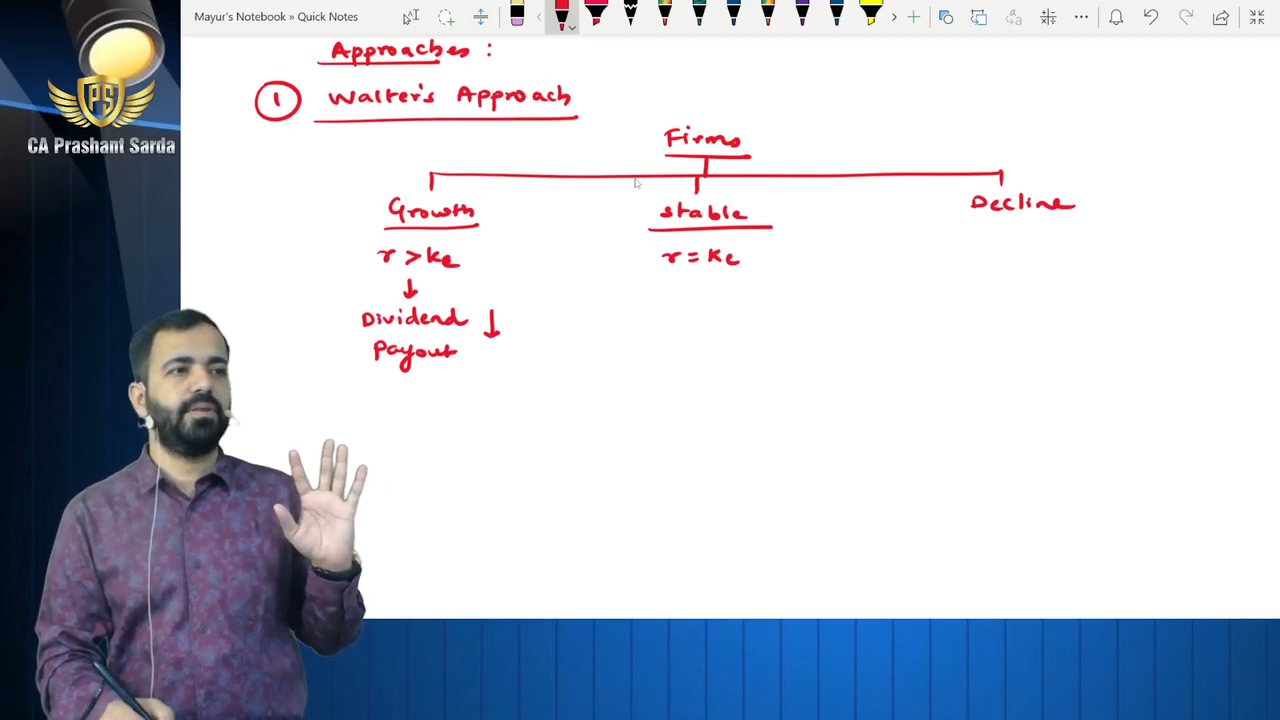 Mayur's Notebook » Quick Notes
PS
CA Prashant Sarda
Approaches :
1 Walter's Approach
Firms
Growth stable Decline
r > ke r = ke
↓
Dividend ↓
Payout